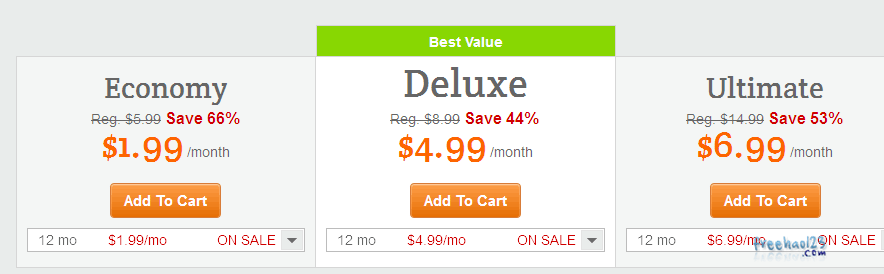 Best Value
Economy
Reg. $5.99 Save 66%
$1.99 /month
Add To Cart
12 mo $1.99/mo ON SALE
Deluxe
Reg. $8.99 Save 44%
$4.99 /month
Add To Cart
12 mo $4.99/mo ON SALE
Ultimate
Reg. $14.99 Save 53%
$6.99 /month
Add To Cart
12 mo $6.99/mo ON SALE
Freehao123
.com